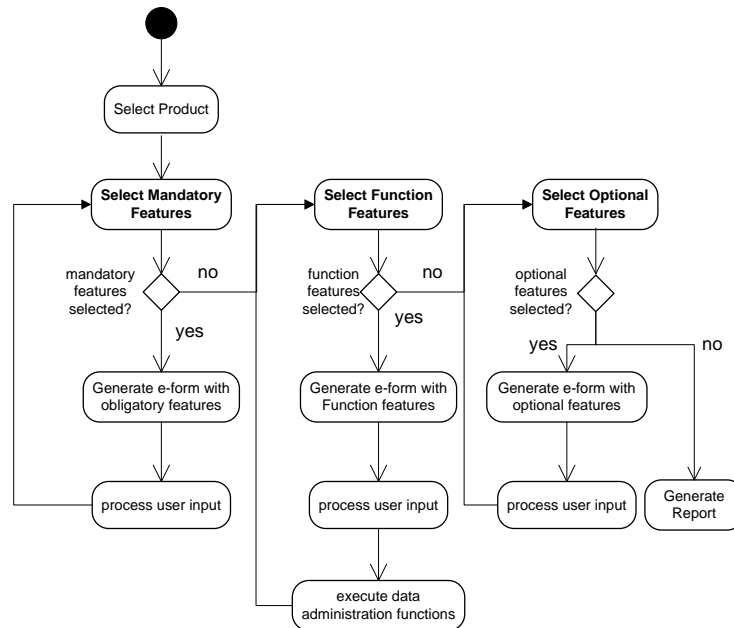 Select Product
Select Mandatory
Features
Select Function
Features
Select Optional
Features
mandatory
features
selected?
no
yes
function
features
selected?
no
yes
optional
features
selected?
yes
no
Generate e-form with
obligatory features
Generate e-form with
Function features
Generate e-form with
optional features
process user input
process user input
process user input
Generate
Report
execute data
administration functions